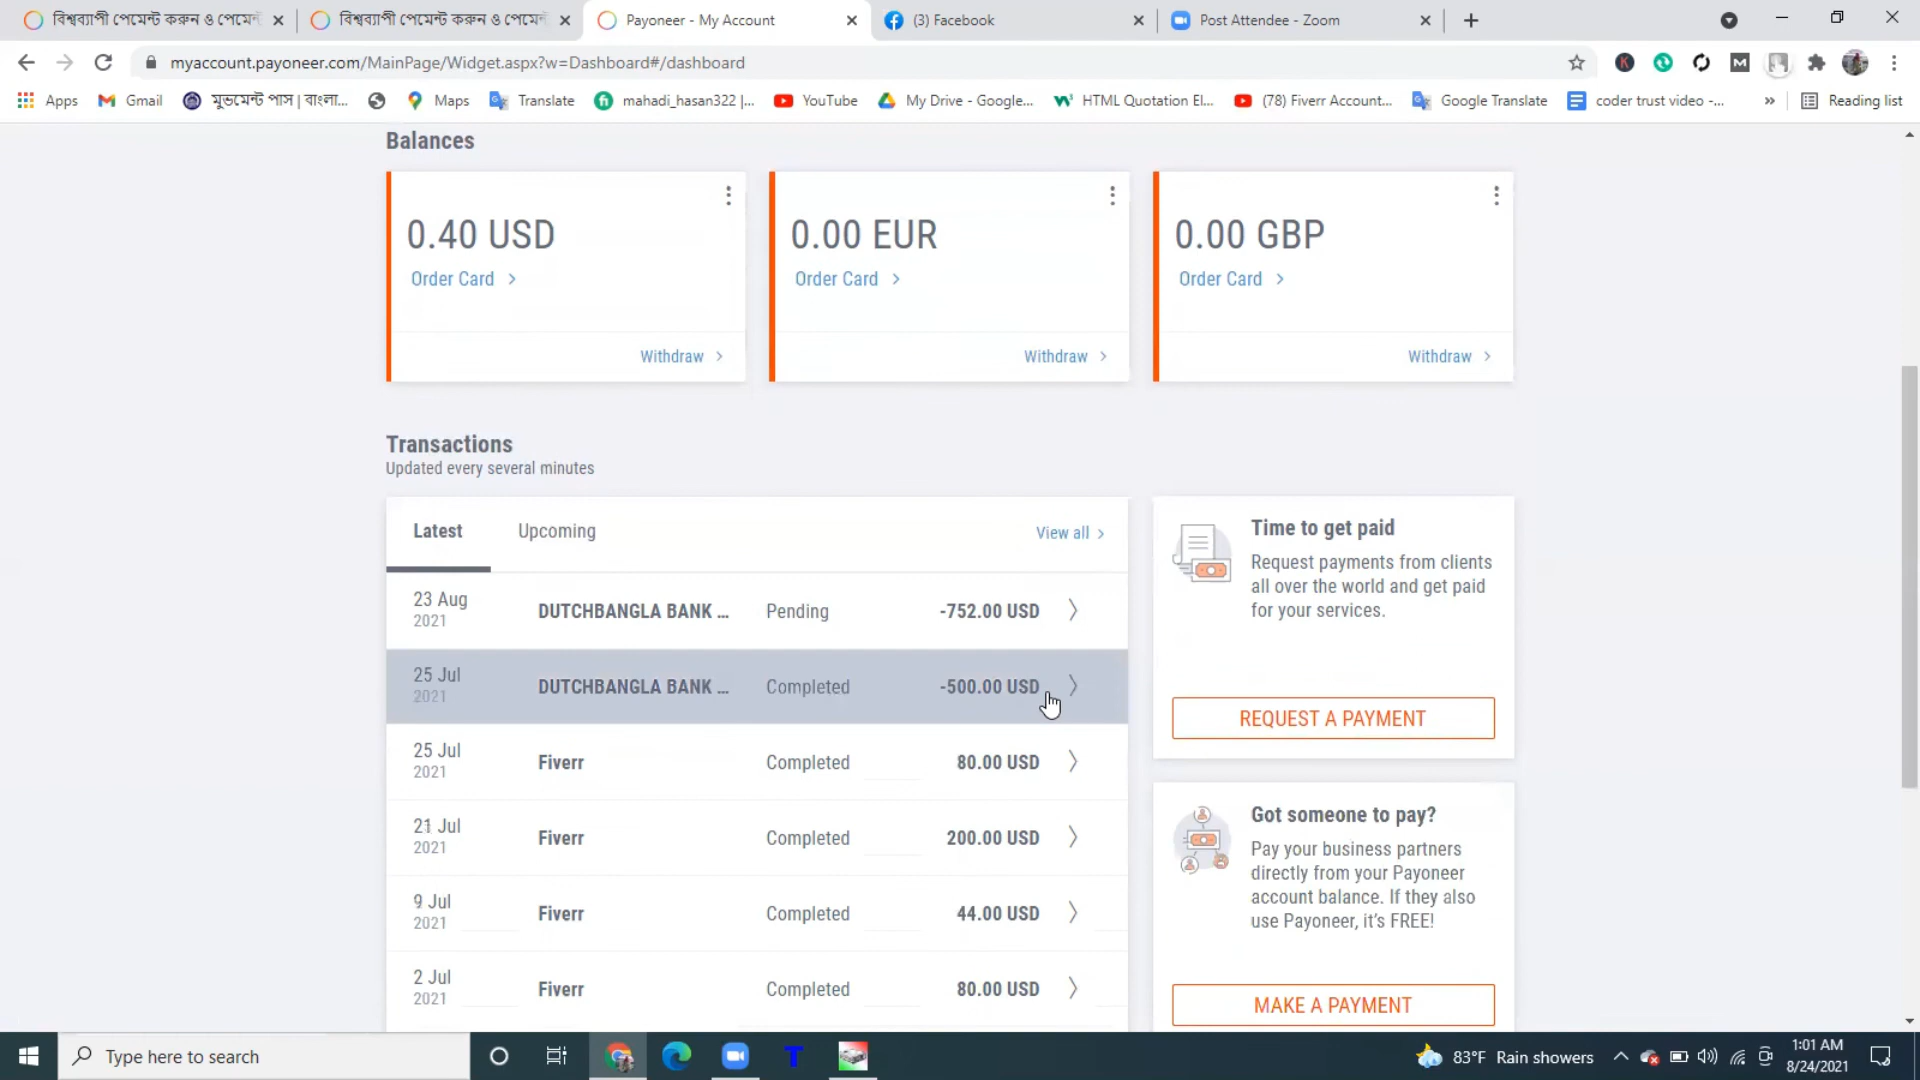 বিশ্বব্যাপী পেমেন্ট করুন ও পেমেন্ট
বিশ্বব্যাপী পেমেন্ট করুন ও পেমেন্ট
Payoneer - My Account
(3) Facebook
Post Attendee - Zoom
myaccount.payoneer.com/MainPage/Widget.aspx?w=Dashboard#/dashboard
Apps
Gmail
মুভমেন্ট পাস | বাংলা...
Maps
Translate
mahadi_hasan322 |...
YouTube
My Drive - Google...
HTML Quotation El...
(78) Fiverr Account...
Google Translate
coder trust video -...
»
Reading list
Balances
0.40 USD
Order Card
Withdraw
0.00 EUR
Order Card
Withdraw
0.00 GBP
Order Card
Withdraw
Transactions
Updated every several minutes
Latest
Upcoming
View all
23 Aug 2021 DUTCHBANGLA BANK ... Pending -752.00 USD
25 Jul 2021 DUTCHBANGLA BANK ... Completed -500.00 USD
25 Jul 2021 Fiverr Completed 80.00 USD
21 Jul 2021 Fiverr Completed 200.00 USD
9 Jul 2021 Fiverr Completed 44.00 USD
2 Jul 2021 Fiverr Completed 80.00 USD
Time to get paid
Request payments from clients
all over the world and get paid
for your services.
REQUEST A PAYMENT
Got someone to pay?
Pay your business partners
directly from your Payoneer
account balance. If they also
use Payoneer, it's FREE!
MAKE A PAYMENT
Type here to search
83°F Rain showers
1:01 AM
8/24/2021